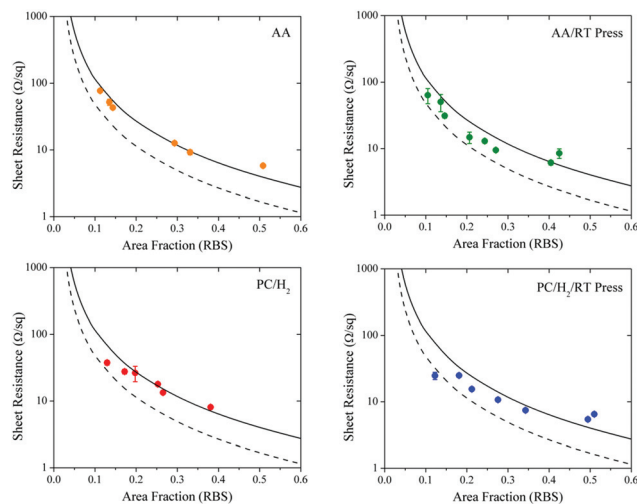 1000
100
10
1
Sheet Resistance (Ω/sq)
AA
0.0 0.1 0.2 0.3 0.4 0.5 0.6
Area Fraction (RBS)
1000
100
10
1
Sheet Resistance (Ω/sq)
AA/RT Press
0.0 0.1 0.2 0.3 0.4 0.5 0.6
Area Fraction (RBS)
1000
100
10
1
Sheet Resistance (Ω/sq)
PC/H₂
0.0 0.1 0.2 0.3 0.4 0.5 0.6
Area Fraction (RBS)
1000
100
10
1
Sheet Resistance (Ω/sq)
PC/H₂/RT Press
0.0 0.1 0.2 0.3 0.4 0.5 0.6
Area Fraction (RBS)